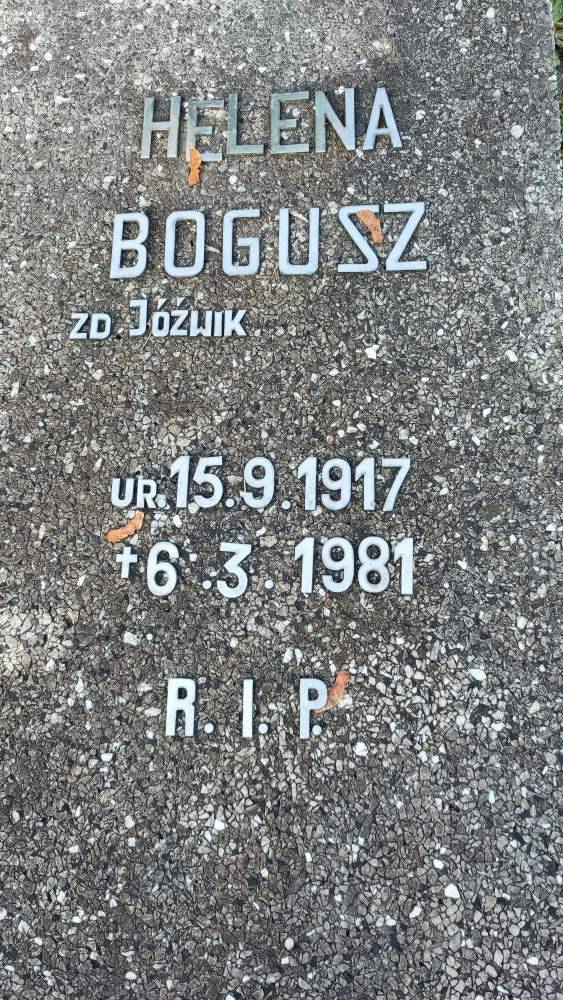 HELENA
BOGUSZ
ZD JÓŹWIK
UR. 15.9.1917
+ 6.3.1981
R. I. P.